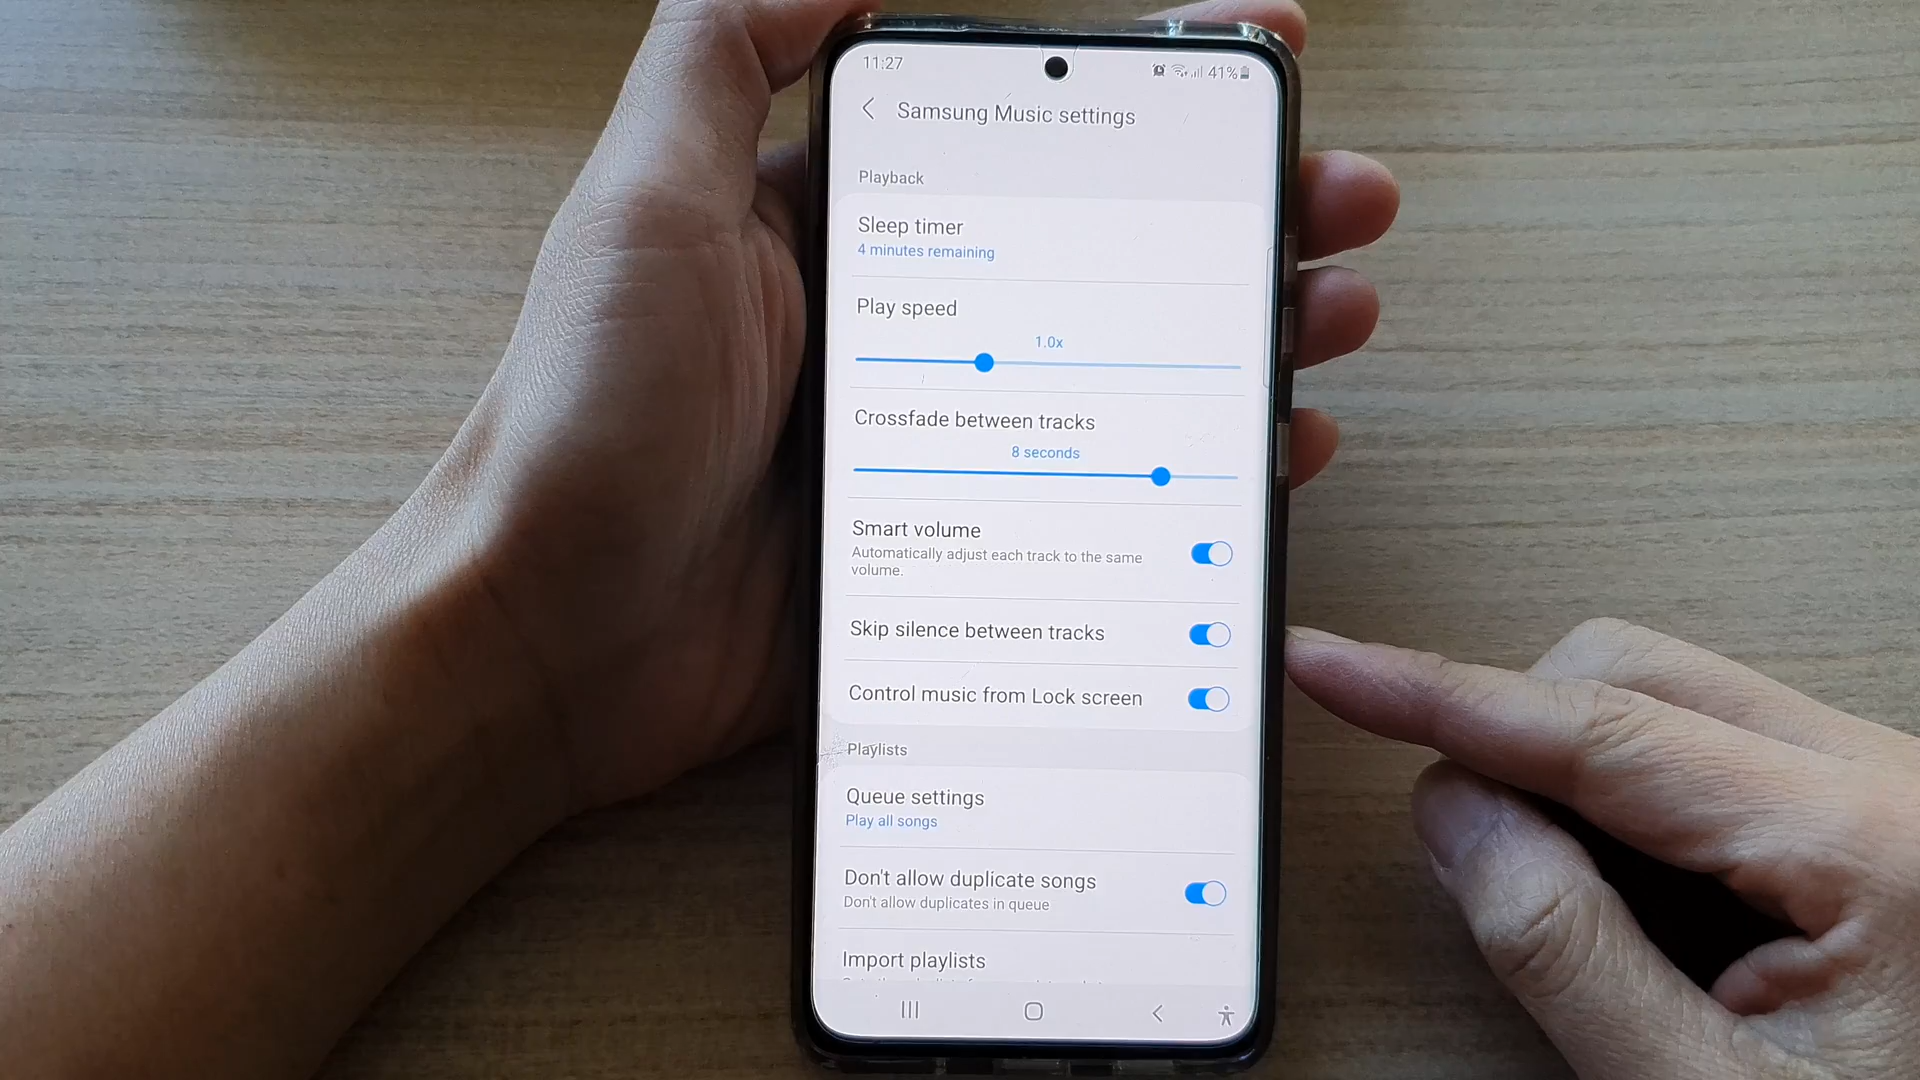 11:27
41%
Samsung Music settings
Playback
Sleep timer
4 minutes remaining
Play speed
1.0x
Crossfade between tracks
8 seconds
Smart volume
Automatically adjust each track to the same
volume.
Skip silence between tracks
Control music from Lock screen
Playlists
Queue settings
Play all songs
Don't allow duplicate songs
Don't allow duplicates in queue
Import playlists